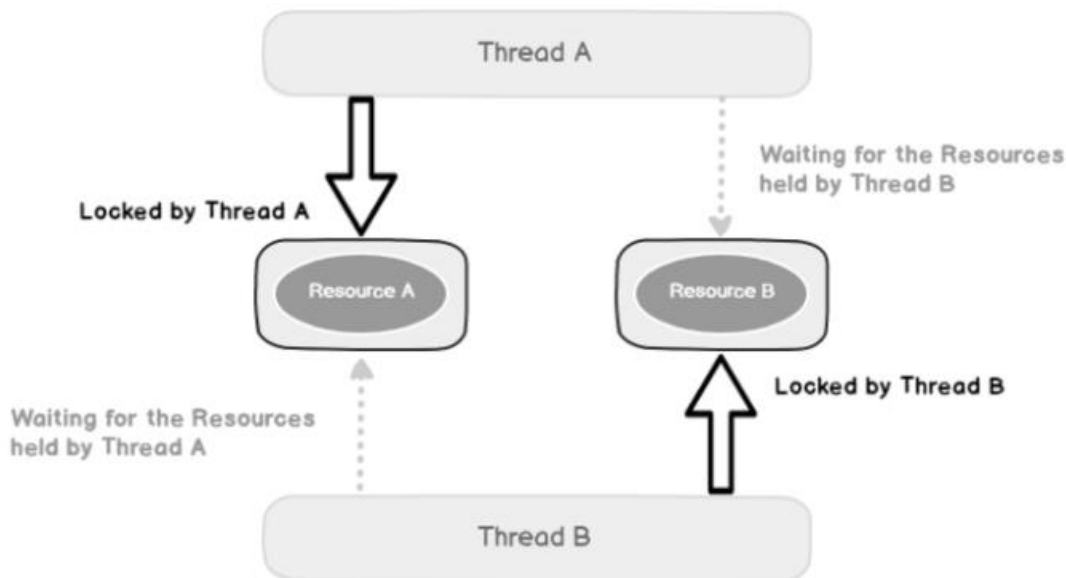 Thread A
Waiting for the Resources
held by Thread B
Locked by Thread A
Resource A
Resource B
Locked by Thread B
Waiting for the Resources
held by Thread A
Thread B